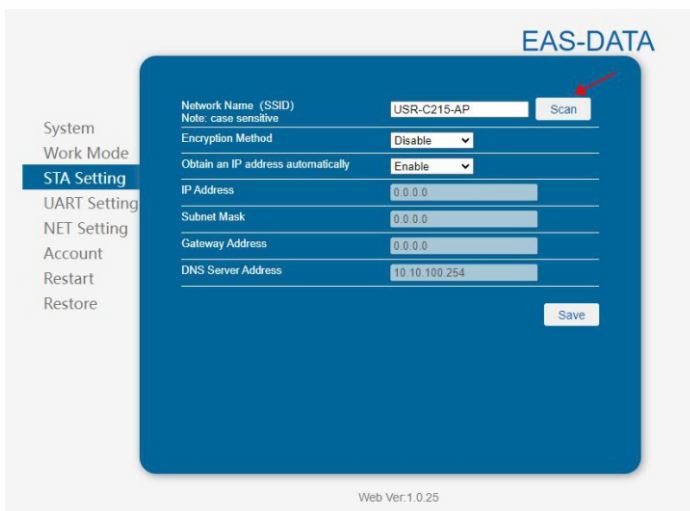 EAS-DATA
System
Work Mode
STA Setting
UART Setting
NET Setting
Account
Restart
Restore
Network Name (SSID)
Note: case sensitive
USR-C215-AP
Scan
Encryption Method
Disable
Obtain an IP address automatically
Enable
IP Address
0.0.0.0
Subnet Mask
0.0.0.0
Gateway Address
0.0.0.0
DNS Server Address
10.10.100.254
Save
Web Ver:1.0.25